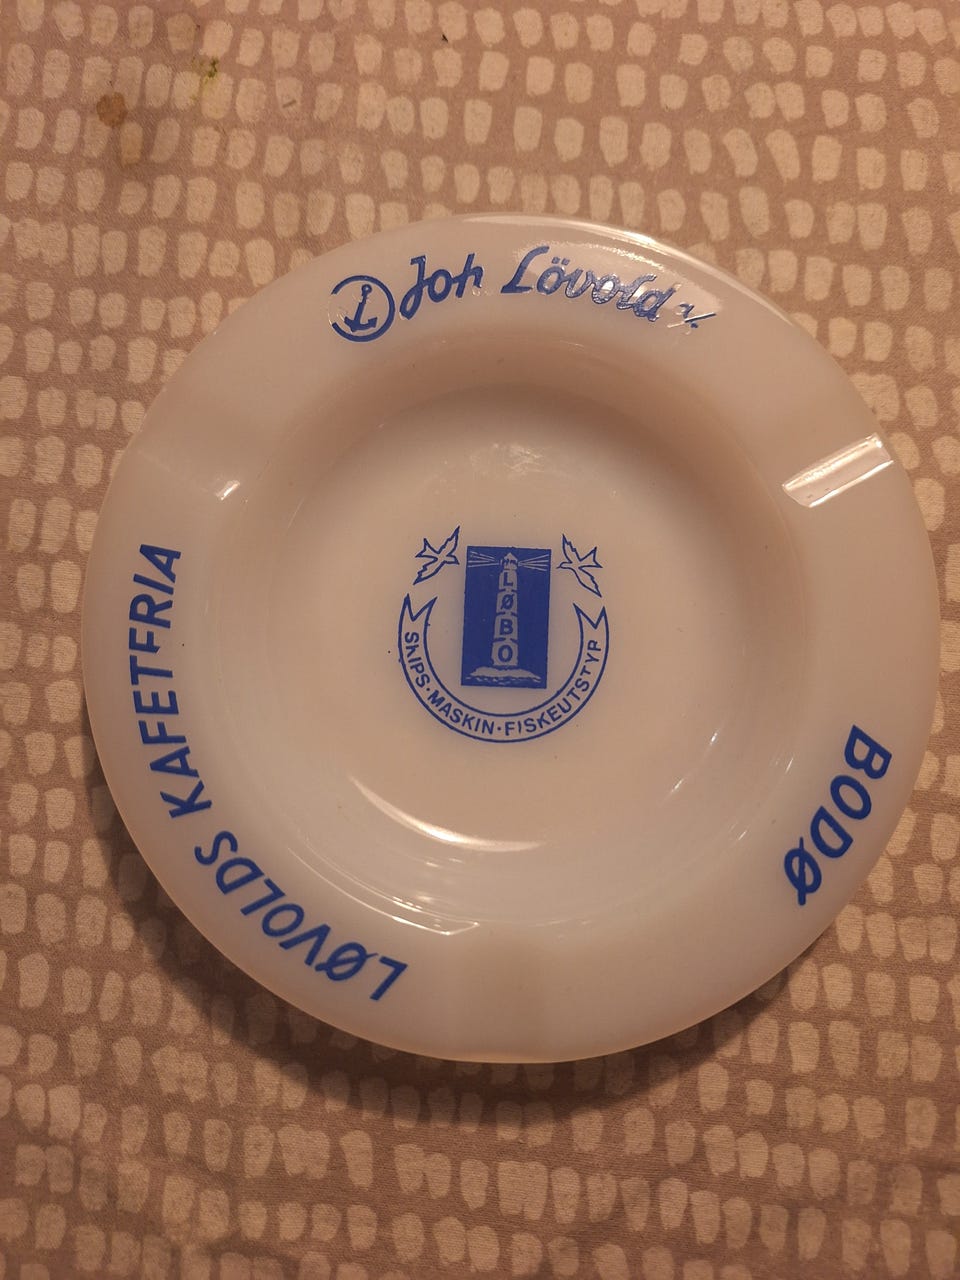 Joh Lövold A/S
BODØ
LØVOLDS KAFETERIA
LØBO
SKIPS·MASKIN·FISKEUTSTYR